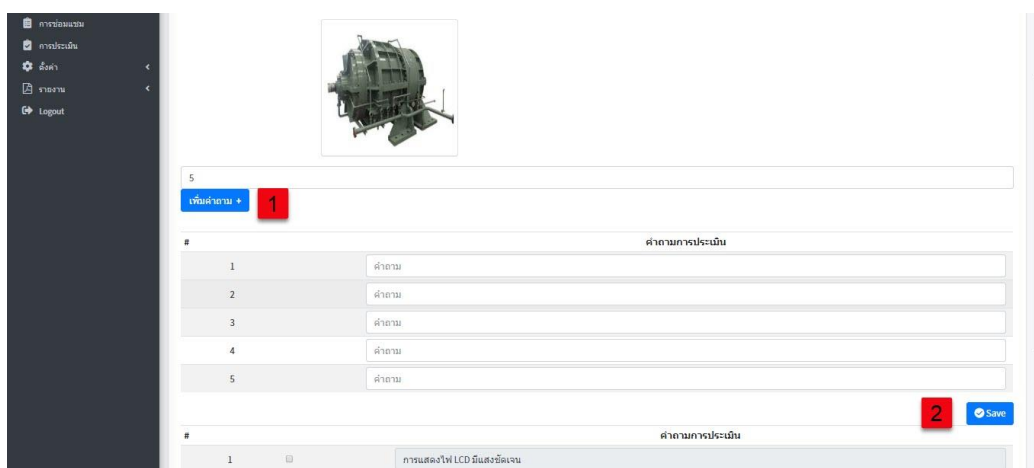 การซ่อมแซม
การประเมิน
ตั้งค่า
รายงาน
Logout
5
เพิ่มคำถาม +
1
# คำถามการประเมิน
1 คำถาม
2 คำถาม
3 คำถาม
4 คำถาม
5 คำถาม
2 Save
# คำถามการประเมิน
1 การแสดงไฟ LCD มีแสงชัดเจน